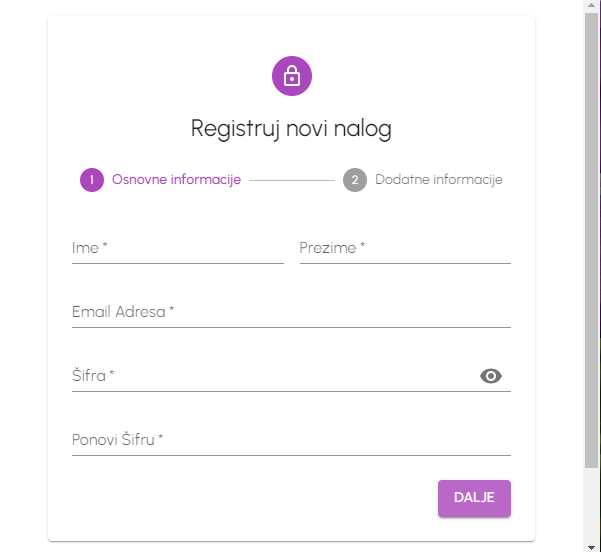 Registruj novi nalog
1 Osnovne informacije 2 Dodatne informacije
Ime * Prezime *
Email Adresa *
Šifra *
Ponovi Šifru *
DALJE